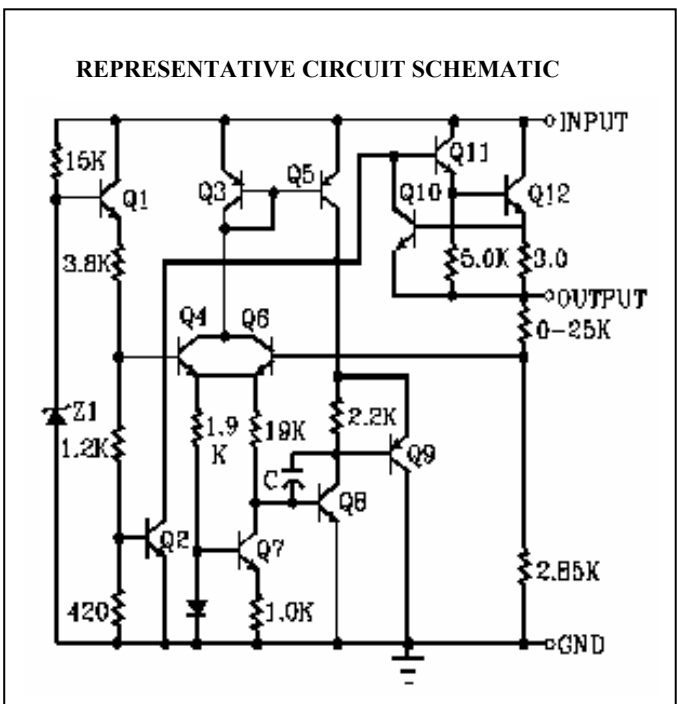 REPRESENTATIVE CIRCUIT SCHEMATIC
INPUT
15K
Q1
Q3
Q5
Q11
Q10
Q12
3.8K
5.0K
3.0
OUTPUT
Q4
Q6
0-25K
Z1
1.2K
1.9
K
19K
2.2K
Q9
C
Q8
Q2
Q7
2.85K
420
1.0K
GND